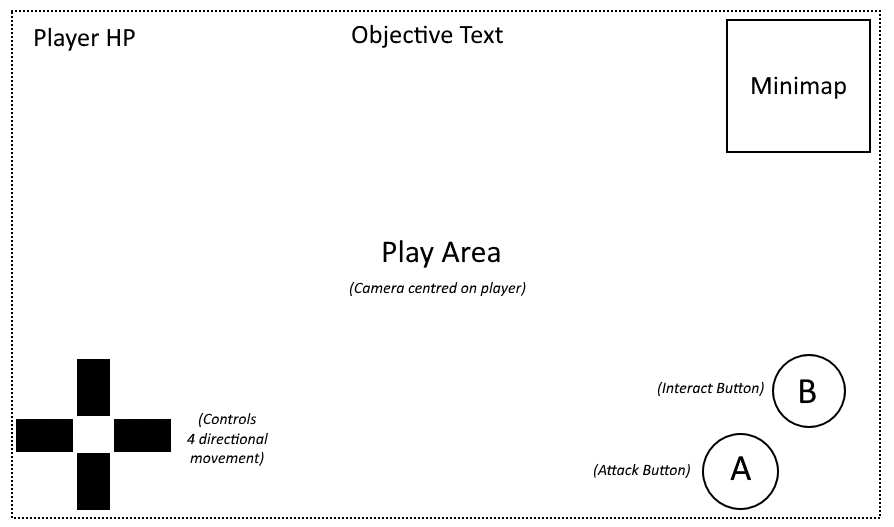 Player HP
Objective Text
Minimap
Play Area
(Camera centred on player)
(Interact Button)
B
(Controls
4 directional
movement)
(Attack Button)
A